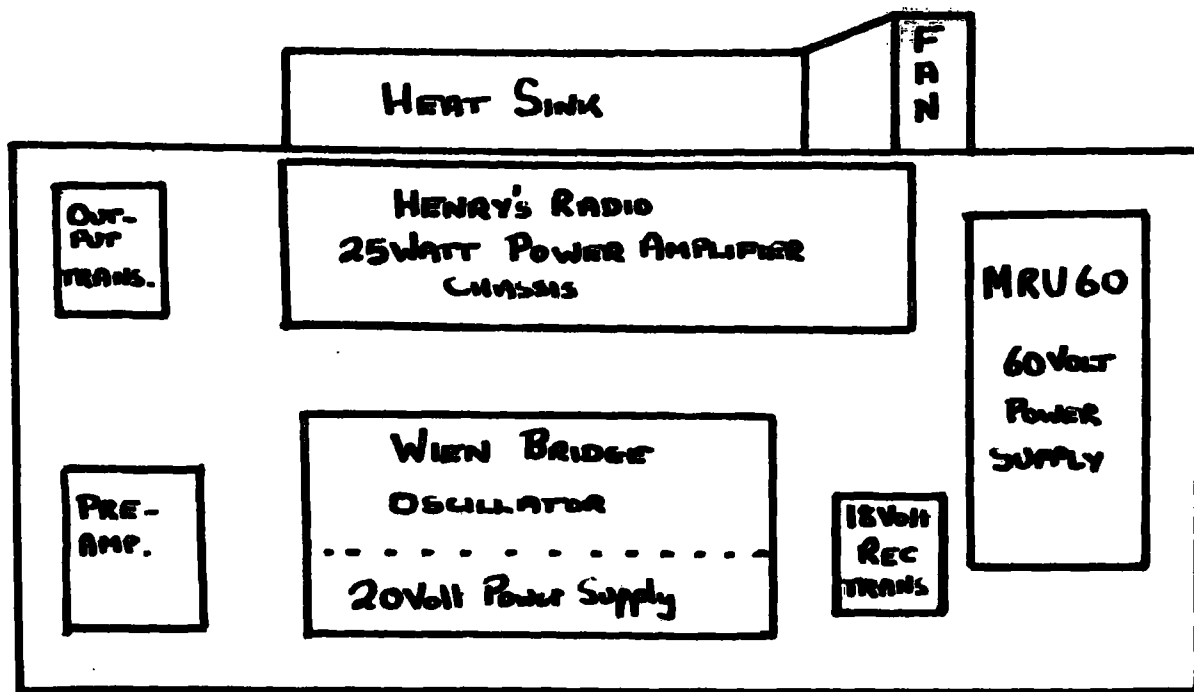 HEAT SINK
FAN
OUT-
PUT
TRANS.
HENRY'S RADIO
25WATT POWER AMPLIFIER
CHASSIS
MRU60
60VOLT
POWER
SUPPLY
WIEN BRIDGE
OSCILLATOR
20Volt Power Supply
PRE-
AMP.
18Volt
REC
TRANS